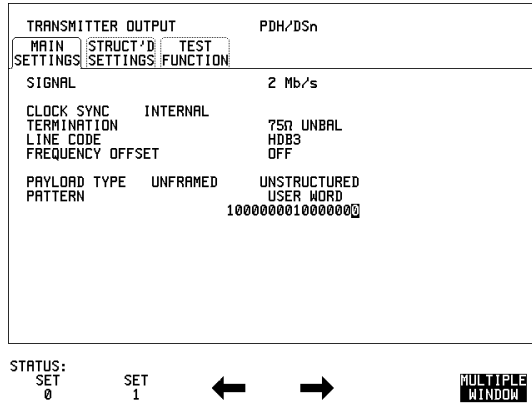 TRANSMITTER OUTPUT PDH/DSn
MAIN SETTINGS STRUCT'D SETTINGS TEST FUNCTION
SIGNAL 2 Mb/s
CLOCK SYNC INTERNAL
TERMINATION 75Ω UNBAL
LINE CODE HDB3
FREQUENCY OFFSET OFF
PAYLOAD TYPE UNFRAMED UNSTRUCTURED
PATTERN USER WORD
1000000010000000
STATUS:
SET 0 SET 1 MULTIPLE WINDOW